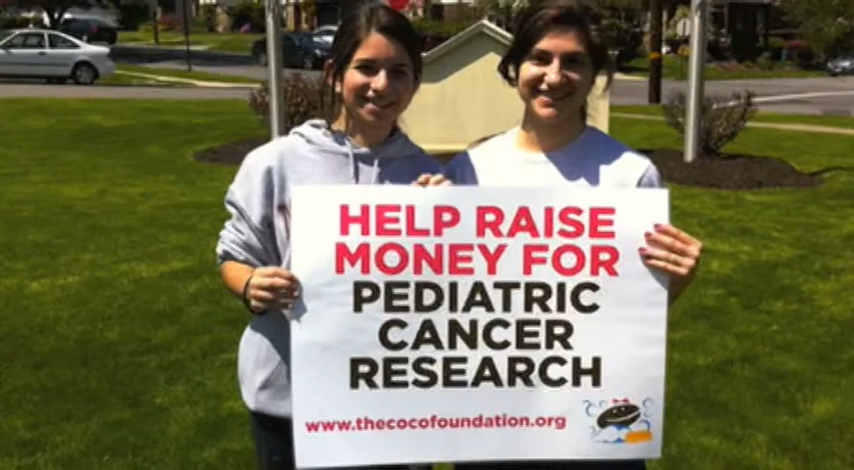 HELP RAISE
MONEY FOR
PEDIATRIC
CANCER
RESEARCH
www.thecocofoundation.org